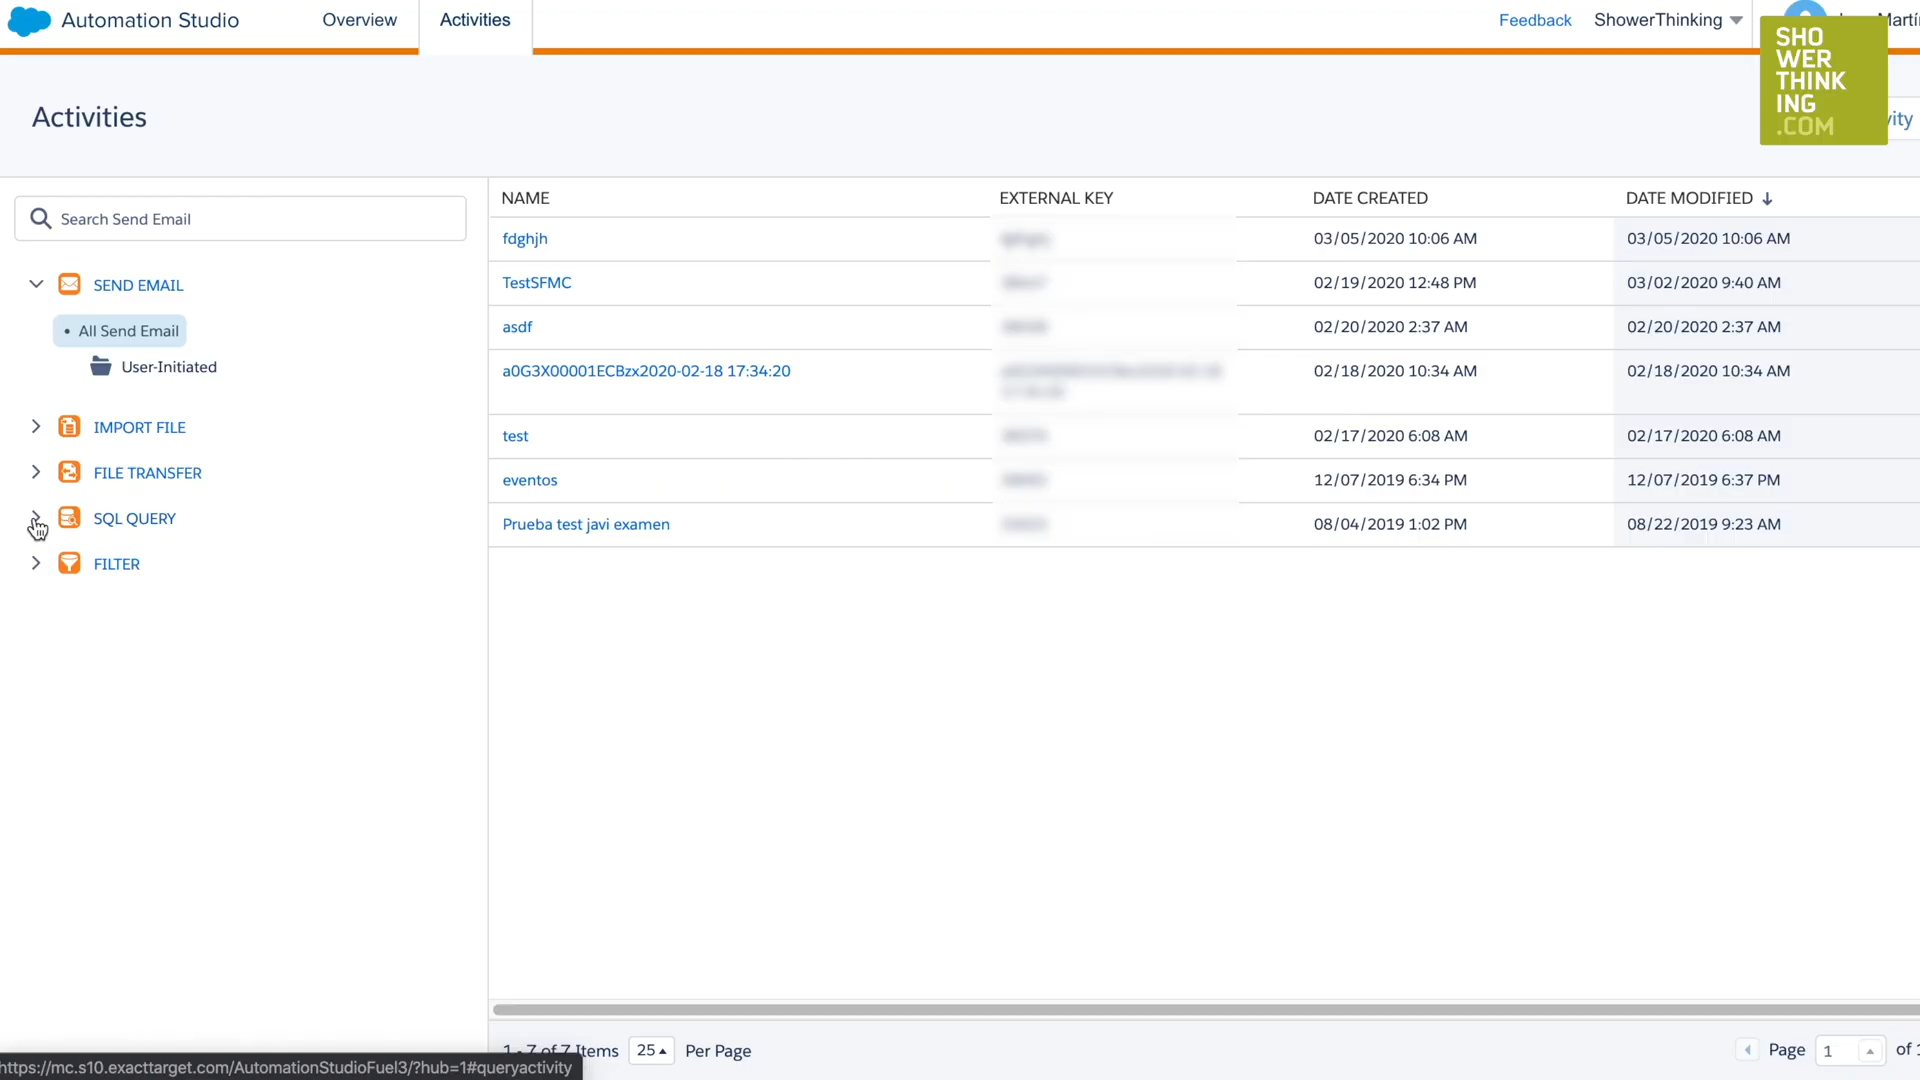 Automation Studio
Overview
Activities
Feedback
ShowerThinking
SHO
WER
THINK
ING
.COM
Activities
Search Send Email
SEND EMAIL
• All Send Email
User-Initiated
IMPORT FILE
FILE TRANSFER
SQL QUERY
FILTER
NAME EXTERNAL KEY DATE CREATED DATE MODIFIED
fdghjh 03/05/2020 10:06 AM 03/05/2020 10:06 AM
TestSFMC 02/19/2020 12:48 PM 03/02/2020 9:40 AM
asdf 02/20/2020 2:37 AM 02/20/2020 2:37 AM
a0G3X00001ECBzx2020-02-18 17:34:20 02/18/2020 10:34 AM 02/18/2020 10:34 AM
test 02/17/2020 6:08 AM 02/17/2020 6:08 AM
eventos 12/07/2019 6:34 PM 12/07/2019 6:37 PM
Prueba test javi examen 08/04/2019 1:02 PM 08/22/2019 9:23 AM
1 - 7 of 7 Items 25 Per Page
Page 1 of 1
https://mc.s10.exacttarget.com/AutomationStudioFuel3/?hub=1#queryactivity